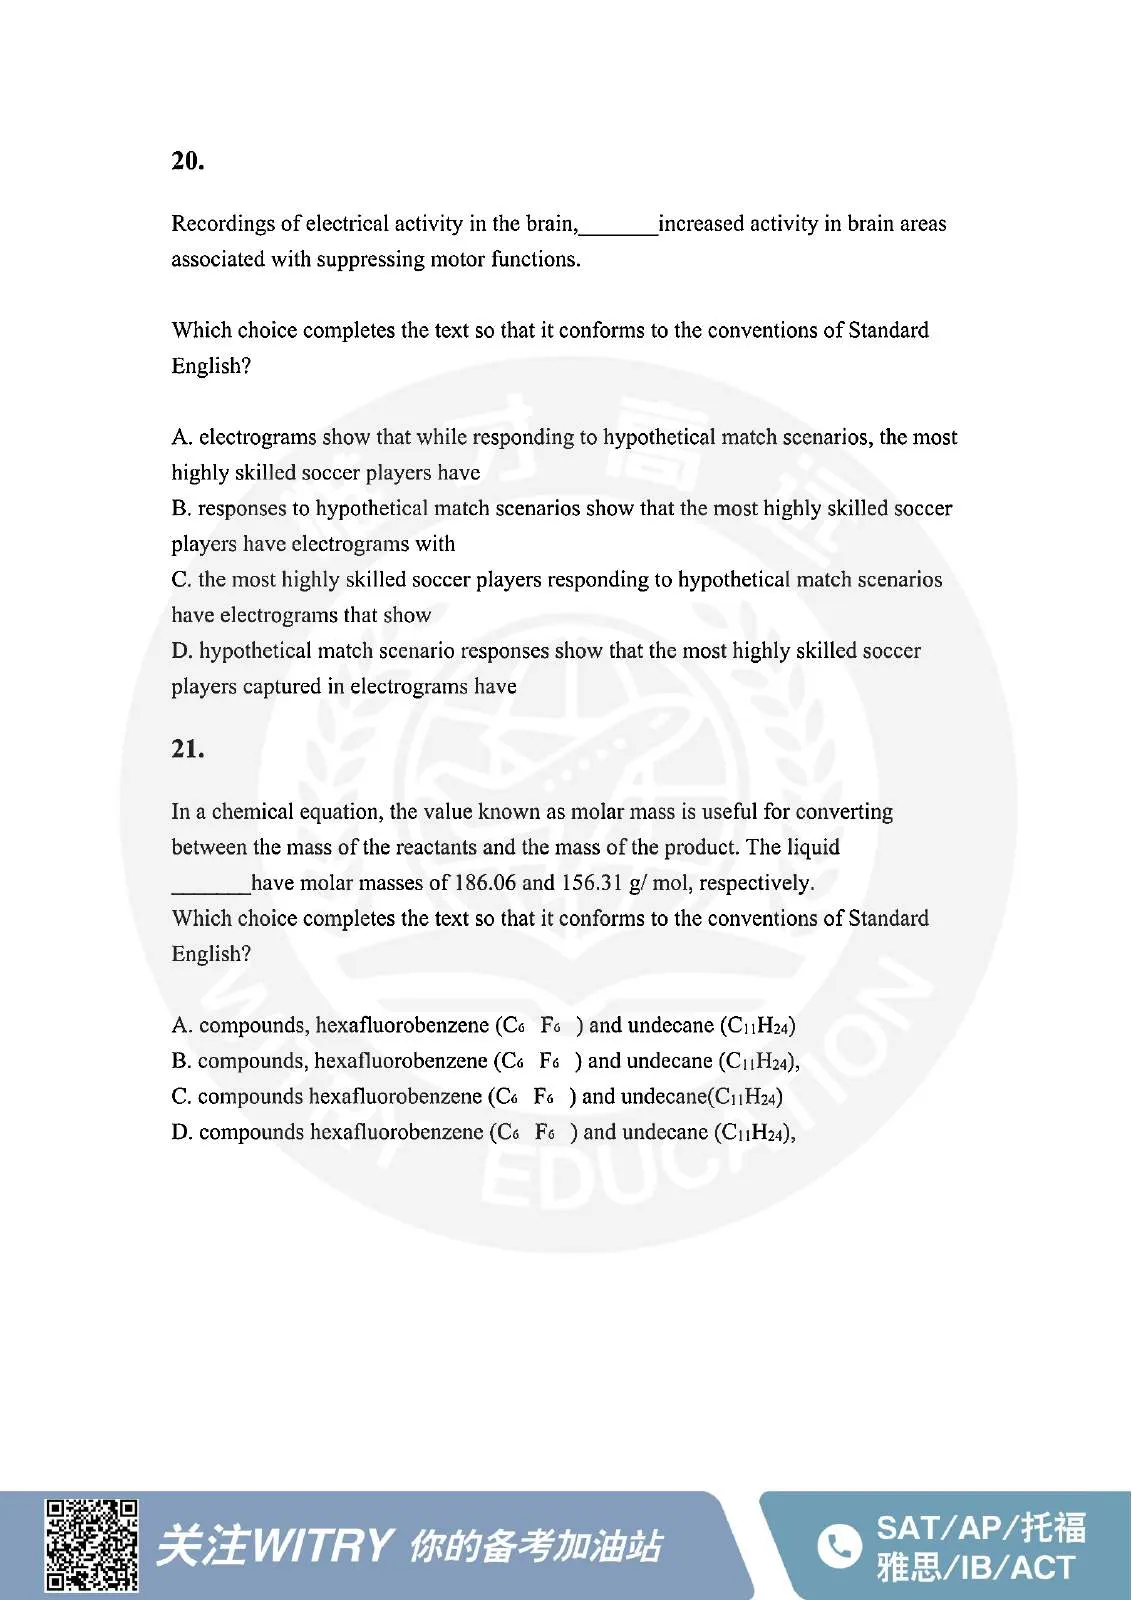 20.
Recordings of electrical activity in the brain,_______increased activity in brain areas
associated with suppressing motor functions.
Which choice completes the text so that it conforms to the conventions of Standard
English?
A. electrograms show that while responding to hypothetical match scenarios, the most
highly skilled soccer players have
B. responses to hypothetical match scenarios show that the most highly skilled soccer
players have electrograms with
C. the most highly skilled soccer players responding to hypothetical match scenarios
have electrograms that show
D. hypothetical match scenario responses show that the most highly skilled soccer
players captured in electrograms have
21.
In a chemical equation, the value known as molar mass is useful for converting
between the mass of the reactants and the mass of the product. The liquid
_______have molar masses of 186.06 and 156.31 g/ mol, respectively.
Which choice completes the text so that it conforms to the conventions of Standard
English?
A. compounds, hexafluorobenzene (C₆ F₆ ) and undecane (C₁₁H₂₄)
B. compounds, hexafluorobenzene (C₆ F₆ ) and undecane (C₁₁H₂₄),
C. compounds hexafluorobenzene (C₆ F₆ ) and undecane(C₁₁H₂₄)
D. compounds hexafluorobenzene (C₆ F₆ ) and undecane (C₁₁H₂₄),
WITRY EDUCATION
关注WITRY 你的备考加油站
SAT/AP/托福
雅思/IB/ACT